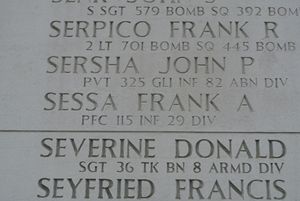 S SGT 579 BOMB SQ 392 BOM
SERPICO FRANK R
2 LT 701 BOMB SQ 445 BOMB
SERSHA JOHN P
PVT 325 GLI INF 82 ABN DIV
SESSA FRANK A
PFC 115 INF 29 DIV
SEVERINE DONALD
SGT 36 TK BN 8 ARMD DIV
SEYFRIED FRANCIS